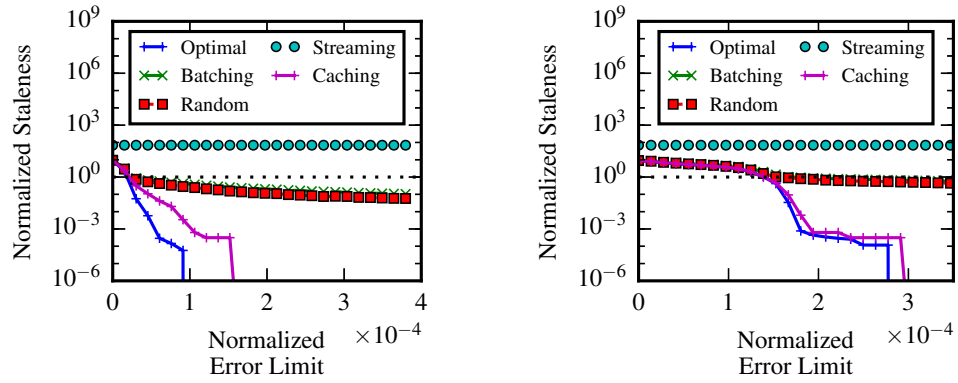 10^9
10^6
10^3
10^0
10^-3
10^-6
Normalized Staleness
Optimal
Streaming
Batching
Caching
Random
0 1 2 3 4
Normalized ×10^-4
Error Limit
10^9
10^6
10^3
10^0
10^-3
10^-6
Normalized Staleness
Optimal
Streaming
Batching
Caching
Random
0 1 2 3
Normalized ×10^-4
Error Limit